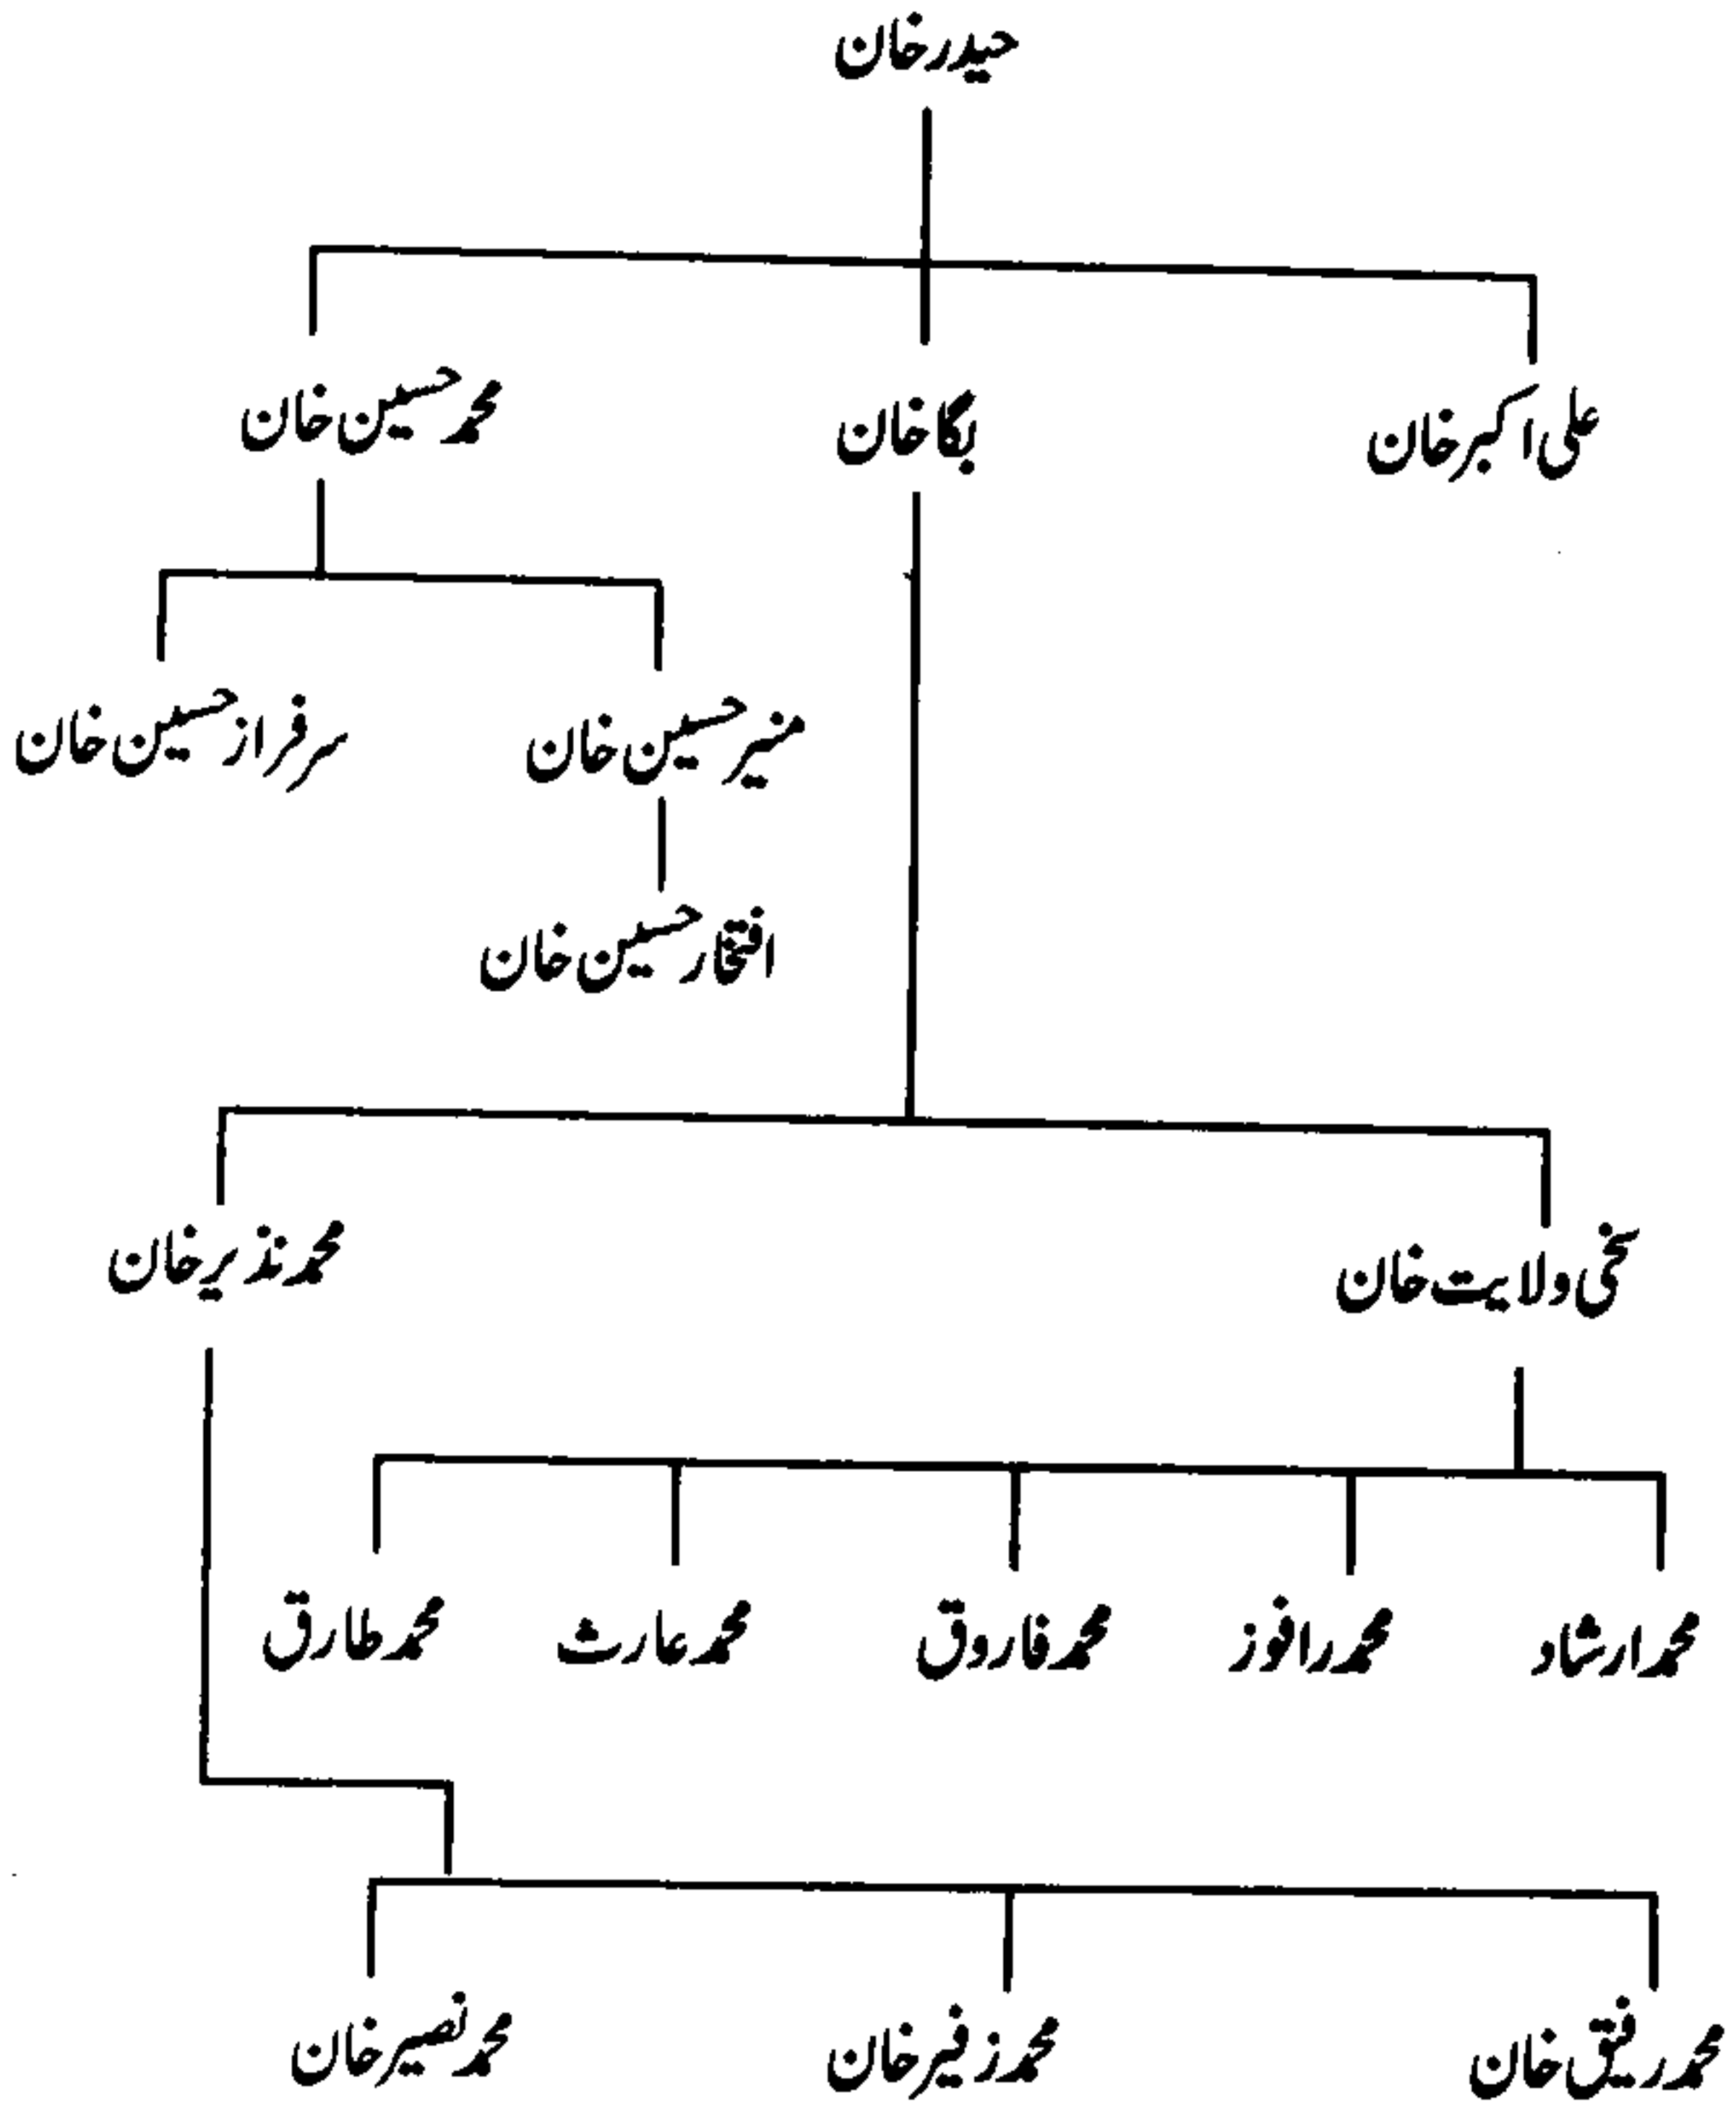 حیدر خان
علی اکبر خان
بگا خان
محمد حسین خان
منیر حسین خان
سرفراز حسین خان
افتخار حسین خان
سخی ولایت خان
محمد نذیر خان
محمد ارشاد
محمد رافوز
محمد فاروق
محمد عارث
محمد طارق
محمد رفیق خان
محمد زفیر خان
محمد نصیر خان